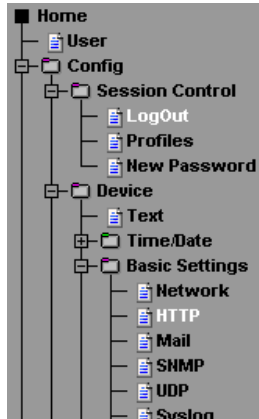 Home
User
Config
Session Control
LogOut
Profiles
New Password
Device
Text
Time/Date
Basic Settings
Network
HTTP
Mail
SNMP
UDP
Syslog